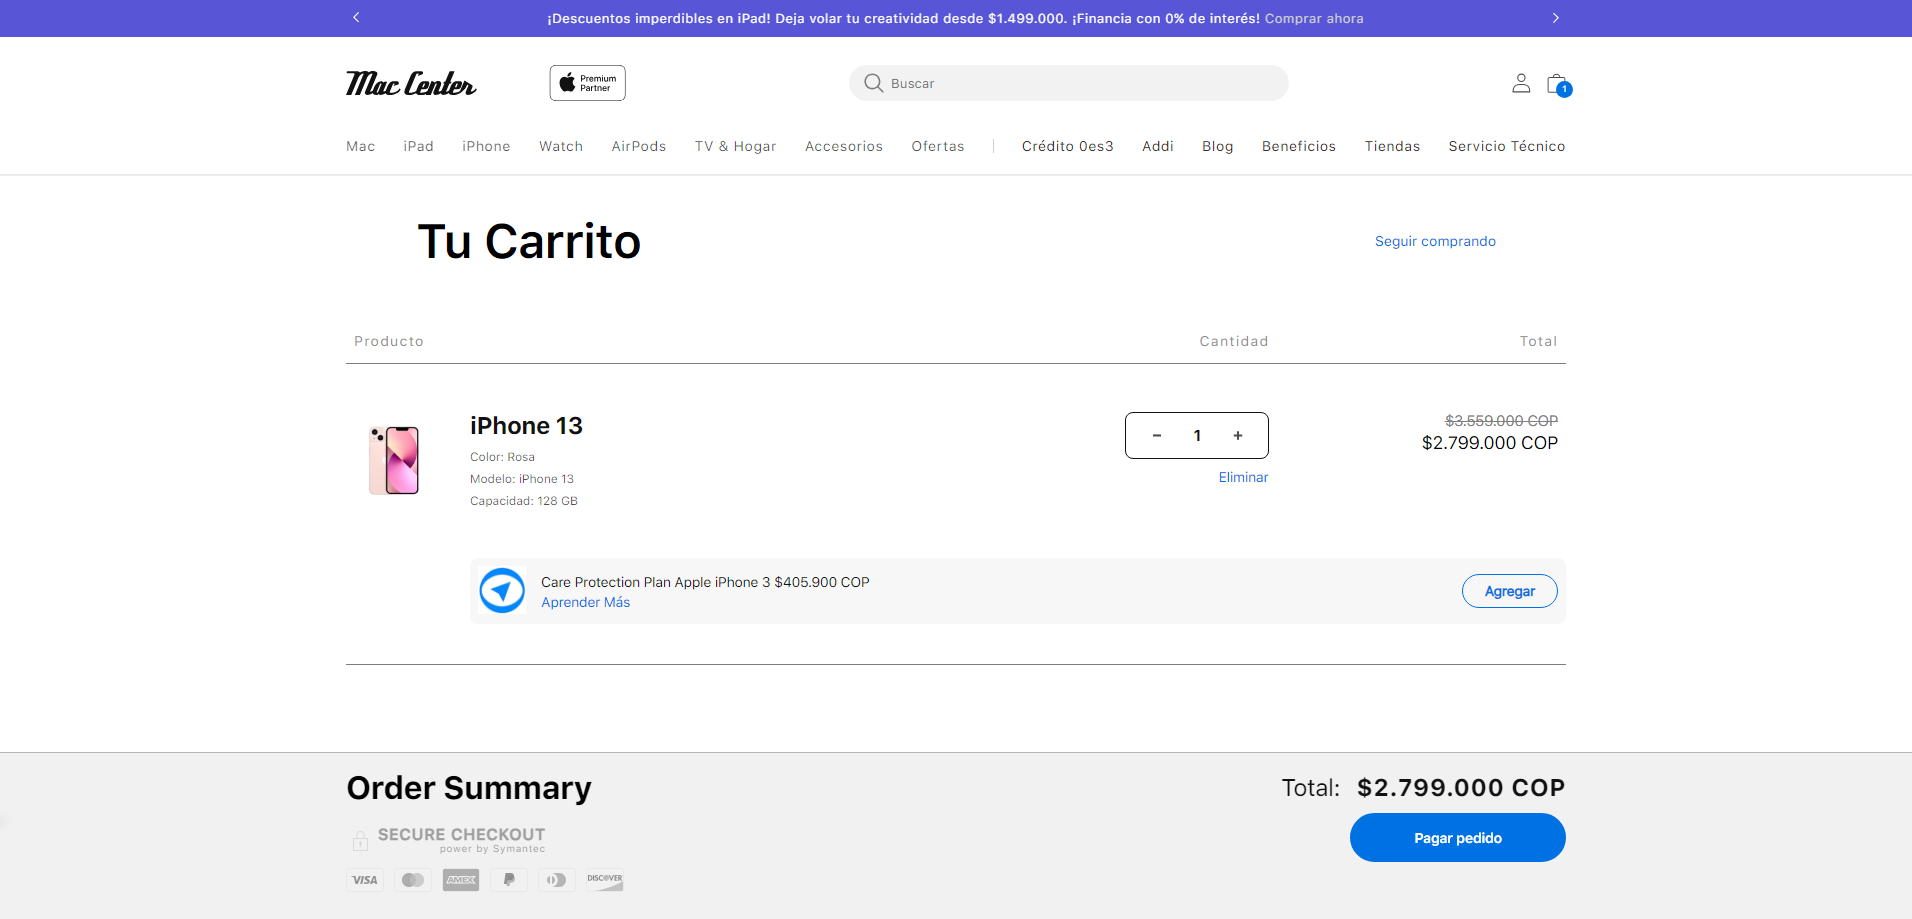 ¡Descuentos imperdibles en iPad! Deja volar tu creatividad desde $1.499.000. ¡Financia con 0% de interés! Comprar ahora
Mac Center
Premium
Partner
Buscar
1
Mac iPad iPhone Watch AirPods TV & Hogar Accesorios Ofertas Crédito 0es3 Addi Blog Beneficios Tiendas Servicio Técnico
Tu Carrito
Seguir comprando
Producto Cantidad Total
iPhone 13
Color: Rosa
Modelo: iPhone 13
Capacidad: 128 GB
− 1 +
Eliminar
$3.559.000 COP
$2.799.000 COP
Care Protection Plan Apple iPhone 3 $405.900 COP
Aprender Más
Agregar
Order Summary
Total: $2.799.000 COP
SECURE CHECKOUT
power by Symantec
Pagar pedido
VISA AMEX DISCOVER